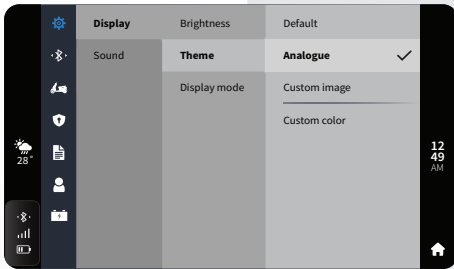 Display
Sound
Brightness
Theme
Display mode
Default
Analogue
Custom image
Custom color
28°
12
49
AM